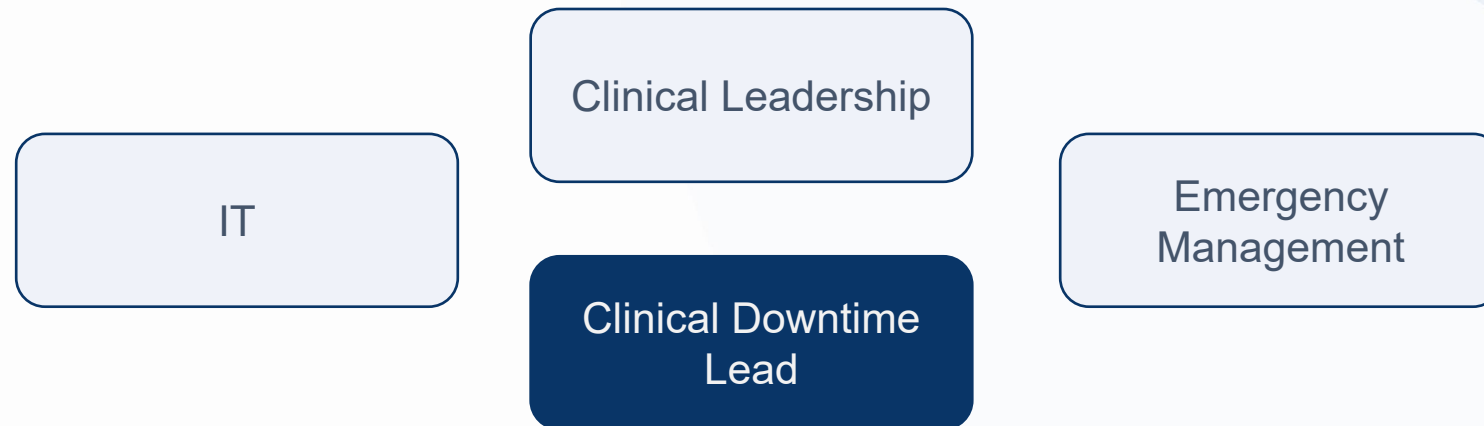 Clinical Leadership
IT
Emergency
Management
Clinical Downtime
Lead